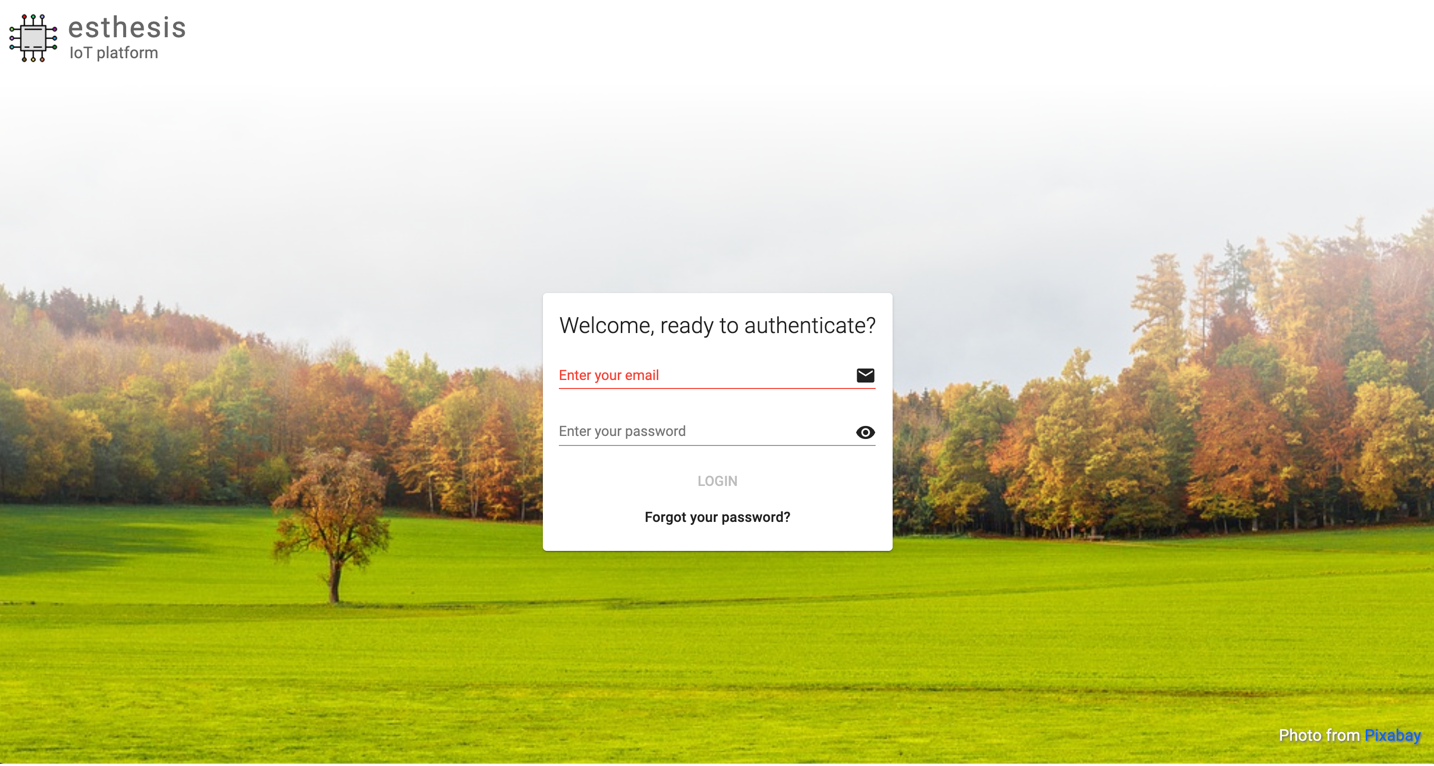 esthesis
IoT platform
Welcome, ready to authenticate?
Enter your email
Enter your password
LOGIN
Forgot your password?
Photo from Pixabay